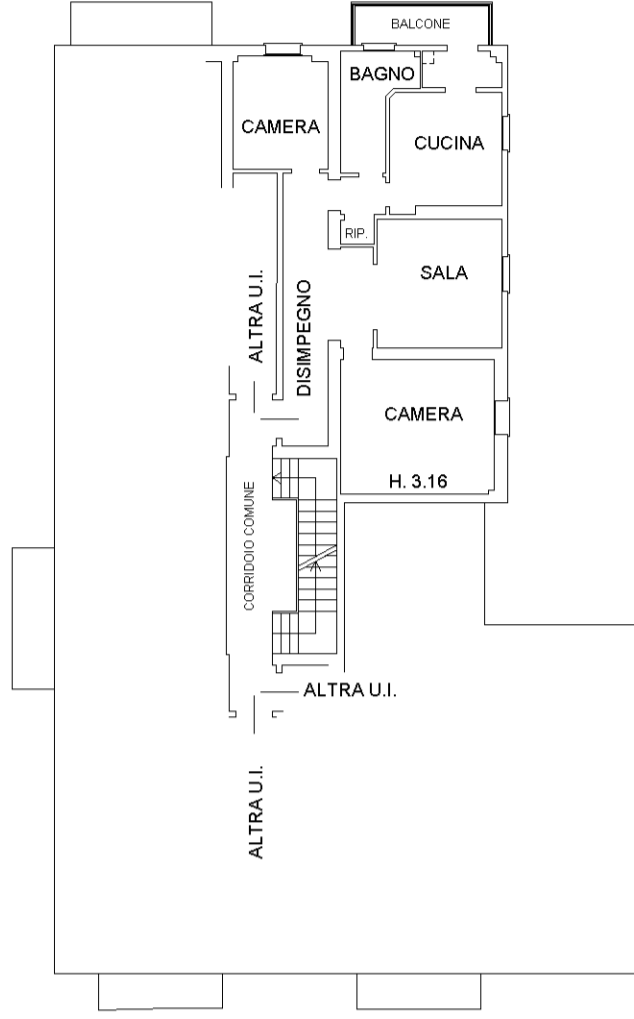 BALCONE
BAGNO
CAMERA
CUCINA
RIP.
SALA
ALTRA U.I.
DISIMPEGNO
CAMERA
H. 3.16
CORRIDOIO COMUNE
ALTRA U.I.
ALTRA U.I.